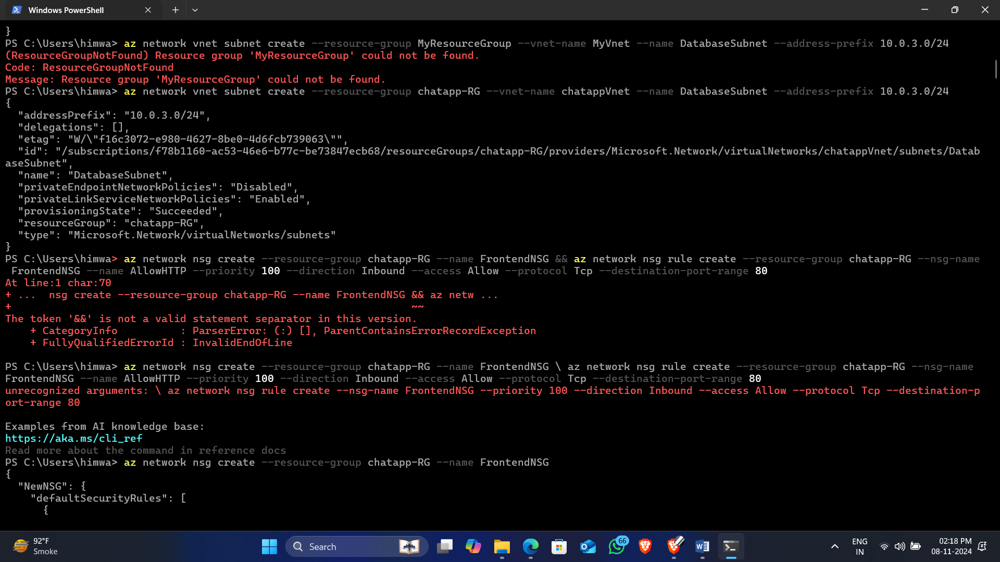 Windows PowerShell
}
PS C:\Users\himwa> az network vnet subnet create --resource-group MyResourceGroup --vnet-name MyVnet --name DatabaseSubnet --address-prefix 10.0.3.0/24
(ResourceGroupNotFound) Resource group 'MyResourceGroup' could not be found.
Code: ResourceGroupNotFound
Message: Resource group 'MyResourceGroup' could not be found.
PS C:\Users\himwa> az network vnet subnet create --resource-group chatapp-RG --vnet-name chatappVnet --name DatabaseSubnet --address-prefix 10.0.3.0/24
{
  "addressPrefix": "10.0.3.0/24",
  "delegations": [],
  "etag": "W/\"f16c3072-e980-4627-8be0-4d6fcb739063\"",
  "id": "/subscriptions/f78b1160-ac53-46e6-b77c-be73847ecb68/resourceGroups/chatapp-RG/providers/Microsoft.Network/virtualNetworks/chatappVnet/subnets/Datab
aseSubnet",
  "name": "DatabaseSubnet",
  "privateEndpointNetworkPolicies": "Disabled",
  "privateLinkServiceNetworkPolicies": "Enabled",
  "provisioningState": "Succeeded",
  "resourceGroup": "chatapp-RG",
  "type": "Microsoft.Network/virtualNetworks/subnets"
}
PS C:\Users\himwa> az network nsg create --resource-group chatapp-RG --name FrontendNSG && az network nsg rule create --resource-group chatapp-RG --nsg-name
 FrontendNSG --name AllowHTTP --priority 100 --direction Inbound --access Allow --protocol Tcp --destination-port-range 80
At line:1 char:70
+ ...  nsg create --resource-group chatapp-RG --name FrontendNSG && az netw ...
+                                                                ~~
The token '&&' is not a valid statement separator in this version.
    + CategoryInfo          : ParserError: (:) [], ParentContainsErrorRecordException
    + FullyQualifiedErrorId : InvalidEndOfLine

PS C:\Users\himwa> az network nsg create --resource-group chatapp-RG --name FrontendNSG \ az network nsg rule create --resource-group chatapp-RG --nsg-name
FrontendNSG --name AllowHTTP --priority 100 --direction Inbound --access Allow --protocol Tcp --destination-port-range 80
unrecognized arguments: \ az network nsg rule create --nsg-name FrontendNSG --priority 100 --direction Inbound --access Allow --protocol Tcp --destination-p
ort-range 80

Examples from AI knowledge base:
https://aka.ms/cli_ref
Read more about the command in reference docs
PS C:\Users\himwa> az network nsg create --resource-group chatapp-RG --name FrontendNSG
{
  "NewNSG": {
    "defaultSecurityRules": [
      {
92°F
Smoke
Search
66
ENG
IN
02:18 PM
08-11-2024